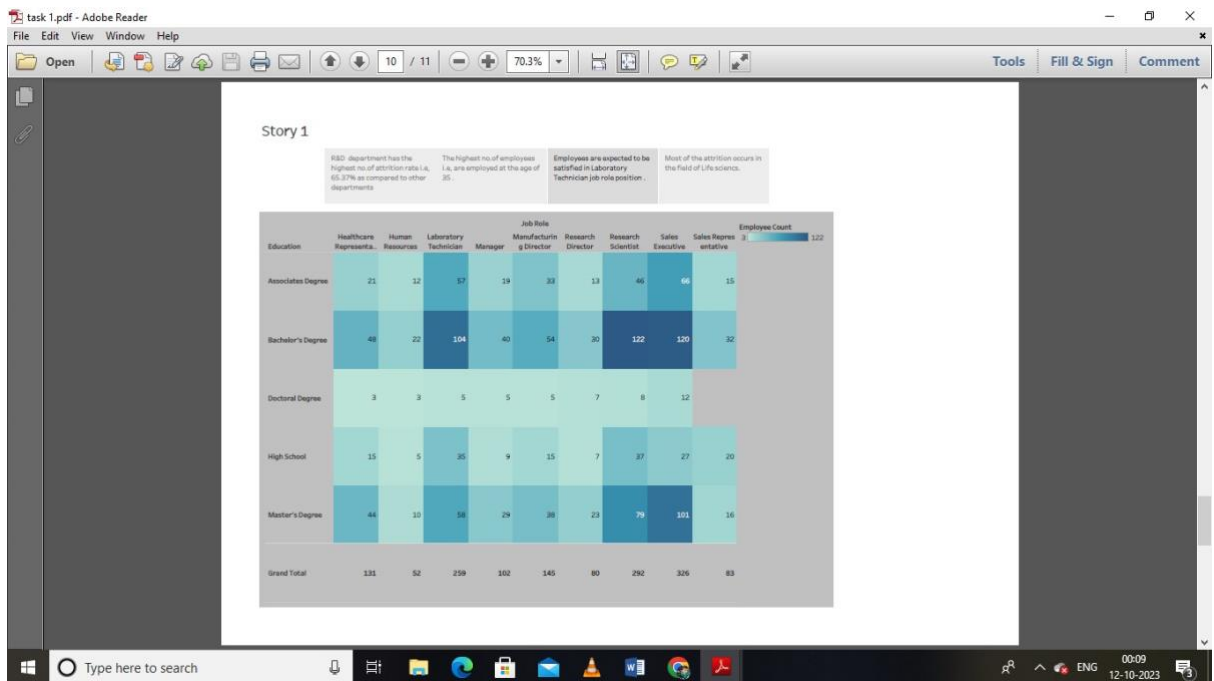 task 1.pdf - Adobe Reader
File Edit View Window Help
Open 10 / 11 70.3% Tools Fill & Sign Comment
Story 1
R&D department has the
highest no.of attrition rate i.e,
65.37% as compared to other
departments
The highest no.of employees
i.e, are employed at the age of
35 .
Employees are expected to be
satisfied in Laboratory
Technician job role position .
Most of the attrition occurs in
the field of Life science.
Job Role
Education
Healthcare
Representa..
Human
Resources
Laboratory
Technician
Manager
Manufacturin
g Director
Research
Director
Research
Scientist
Sales
Executive
Sales Repres
entative
Employee Count
3 122
Associates Degree 21 12 57 19 33 13 46 66 15
Bachelor's Degree 48 22 104 40 54 30 122 120 32
Doctoral Degree 3 3 5 5 5 7 8 12
High School 15 5 35 9 15 7 37 27 20
Master's Degree 44 10 58 29 38 23 79 101 16
Grand Total 131 52 259 102 145 80 292 326 83
Type here to search
ENG
00:09
12-10-2023
3